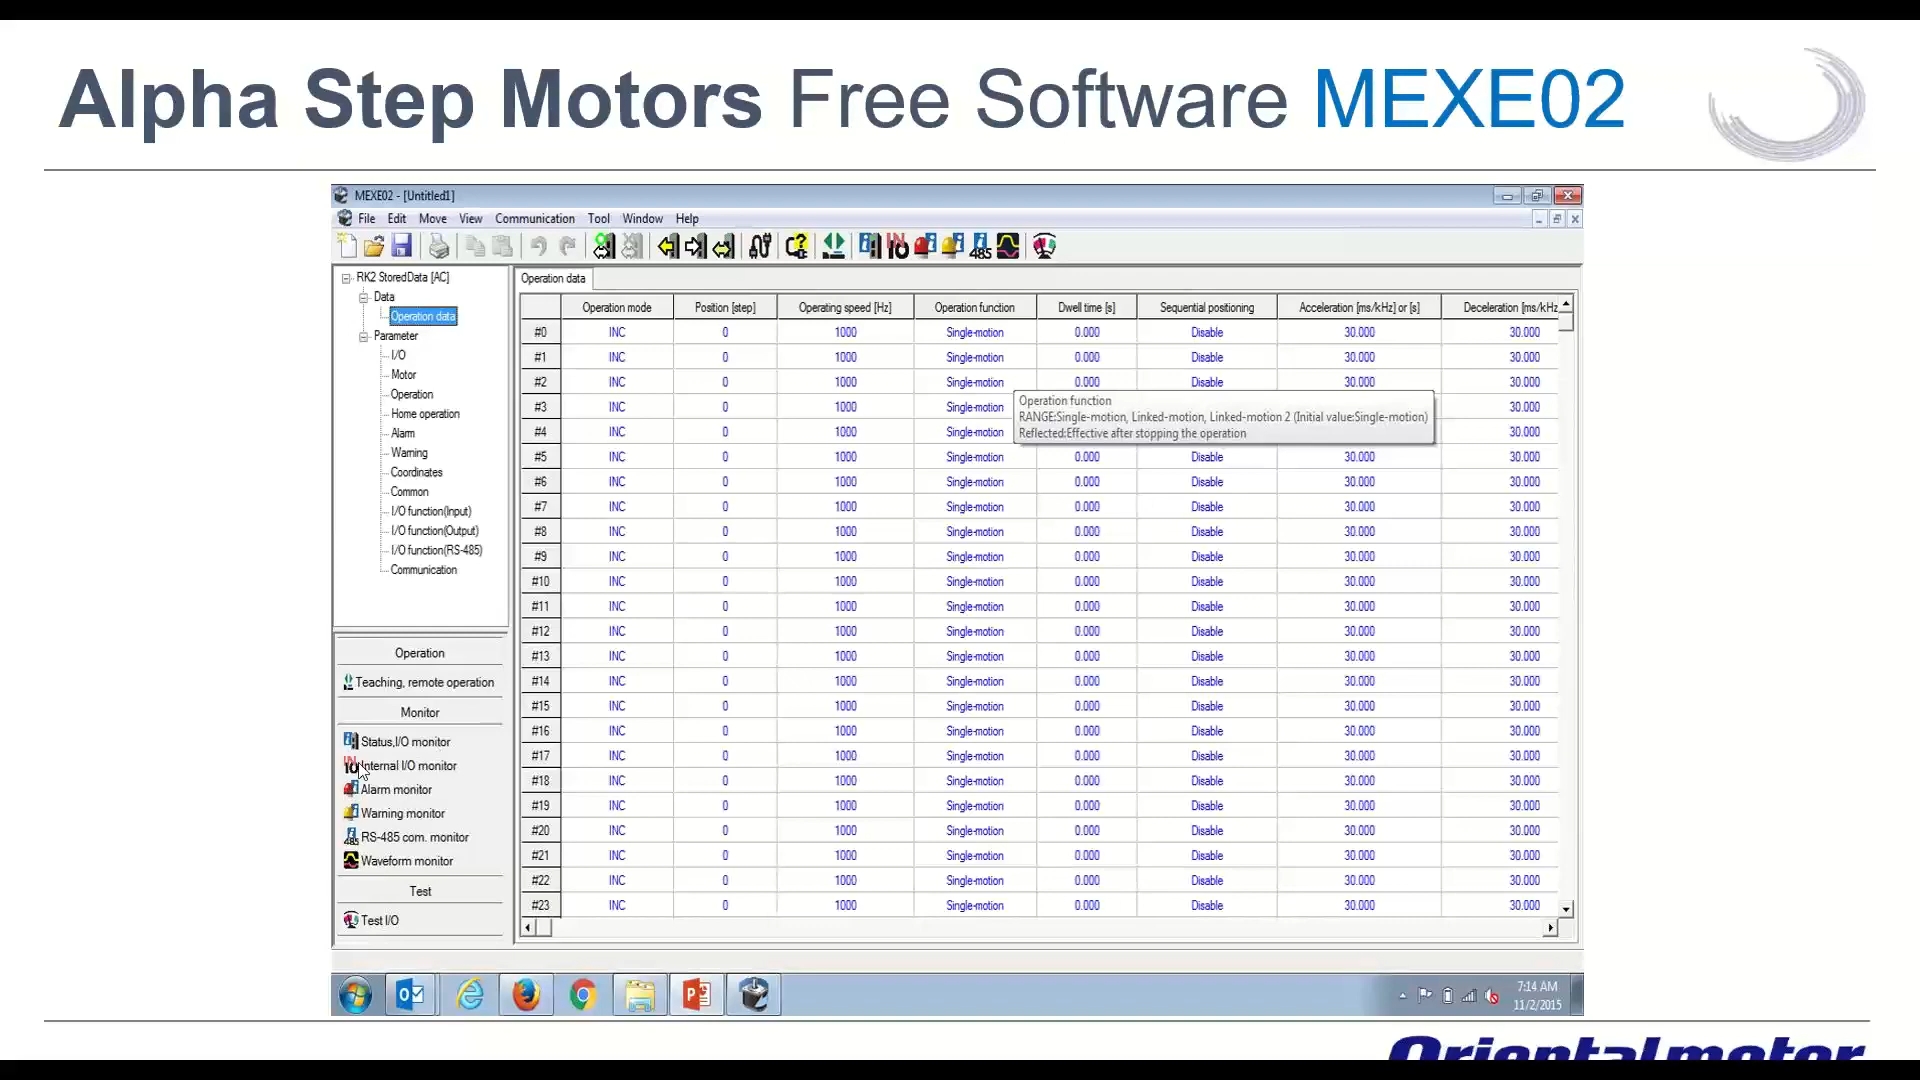 Alpha Step Motors Free Software MEXE02
MEXE02 - [Untitled1]
File Edit Move View Communication Tool Window Help
RK2 StoredData [AC]
Data
Operation data
Parameter
I/O
Motor
Operation
Home operation
Alarm
Warning
Coordinates
Common
I/O function(Input)
I/O function(Output)
I/O function(RS-485)
Communication
Operation
Teaching, remote operation
Monitor
Status,I/O monitor
Internal I/O monitor
Alarm monitor
Warning monitor
RS-485 com. monitor
Waveform monitor
Test
Test I/O
Operation data
Operation mode Position [step] Operating speed [Hz] Operation function Dwell time [s] Sequential positioning Acceleration [ms/kHz] or [s] Deceleration [ms/kHz
#0 INC 0 1000 Single-motion 0.000 Disable 30.000 30.000
#1 INC 0 1000 Single-motion 0.000 Disable 30.000 30.000
#2 INC 0 1000 Single-motion 0.000 Disable 30.000 30.000
#3 INC 0 1000 Single-motion 30.000
#4 INC 0 1000 Single-motion 30.000
Operation function
RANGE:Single-motion, Linked-motion, Linked-motion 2 (Initial value:Single-motion)
Reflected:Effective after stopping the operation
#5 INC 0 1000 Single-motion 0.000 Disable 30.000 30.000
#6 INC 0 1000 Single-motion 0.000 Disable 30.000 30.000
#7 INC 0 1000 Single-motion 0.000 Disable 30.000 30.000
#8 INC 0 1000 Single-motion 0.000 Disable 30.000 30.000
#9 INC 0 1000 Single-motion 0.000 Disable 30.000 30.000
#10 INC 0 1000 Single-motion 0.000 Disable 30.000 30.000
#11 INC 0 1000 Single-motion 0.000 Disable 30.000 30.000
#12 INC 0 1000 Single-motion 0.000 Disable 30.000 30.000
#13 INC 0 1000 Single-motion 0.000 Disable 30.000 30.000
#14 INC 0 1000 Single-motion 0.000 Disable 30.000 30.000
#15 INC 0 1000 Single-motion 0.000 Disable 30.000 30.000
#16 INC 0 1000 Single-motion 0.000 Disable 30.000 30.000
#17 INC 0 1000 Single-motion 0.000 Disable 30.000 30.000
#18 INC 0 1000 Single-motion 0.000 Disable 30.000 30.000
#19 INC 0 1000 Single-motion 0.000 Disable 30.000 30.000
#20 INC 0 1000 Single-motion 0.000 Disable 30.000 30.000
#21 INC 0 1000 Single-motion 0.000 Disable 30.000 30.000
#22 INC 0 1000 Single-motion 0.000 Disable 30.000 30.000
#23 INC 0 1000 Single-motion 0.000 Disable 30.000 30.000
7:14 AM
11/2/2015
Orientalmotor